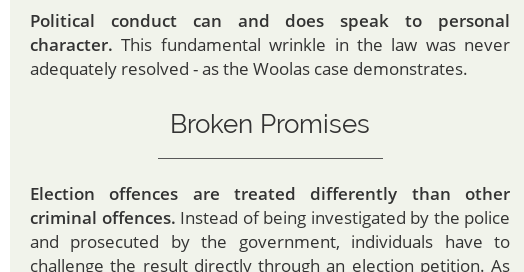 Political conduct can and does speak to personal
character. This fundamental wrinkle in the law was never
adequately resolved - as the Woolas case demonstrates.
Broken Promises
Election offences are treated differently than other
criminal offences. Instead of being investigated by the police
and prosecuted by the government, individuals have to
challenge the result directly through an election petition. As